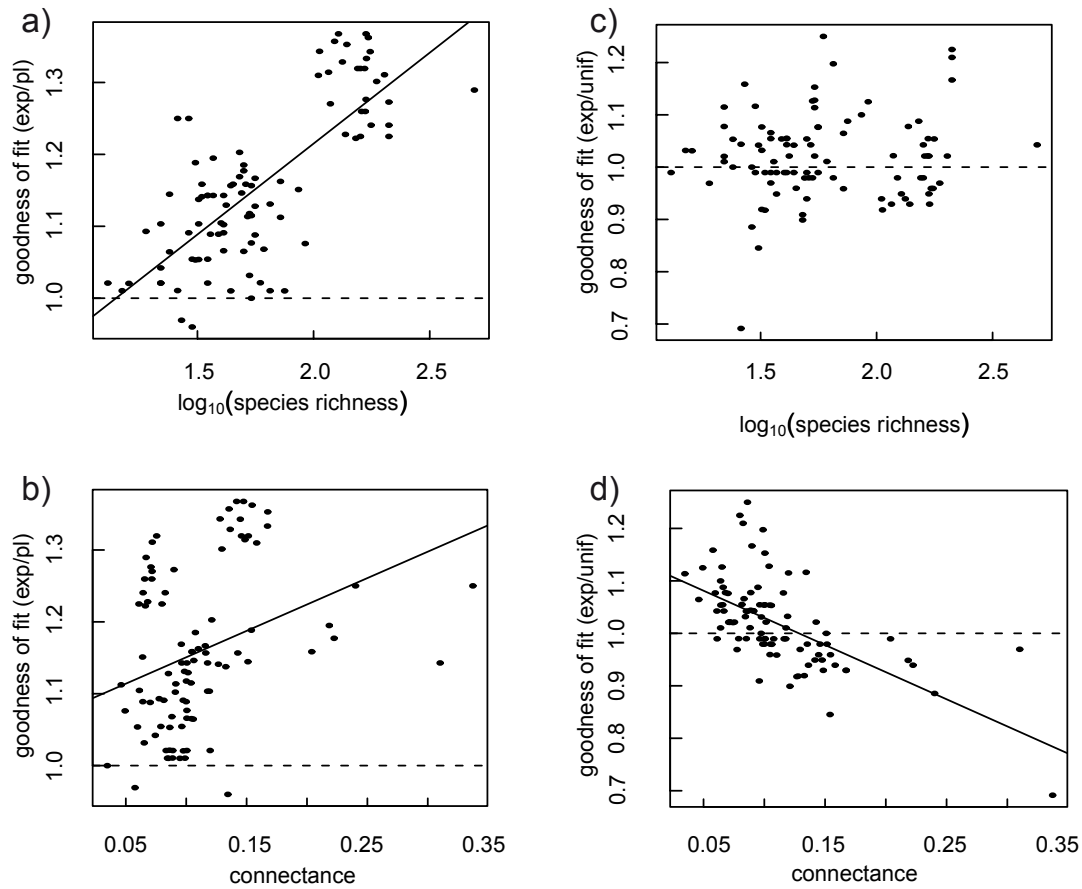 a)
goodness of fit (exp/pl)
1.3
1.2
1.1
1.0
1.5 2.0 2.5
log₁₀(species richness)
c)
goodness of fit (exp/unif)
1.2
1.1
1.0
0.9
0.8
0.7
1.5 2.0 2.5
log₁₀(species richness)
b)
goodness of fit (exp/pl)
1.3
1.2
1.1
1.0
0.05 0.15 0.25 0.35
connectance
d)
goodness of fit (exp/unif)
1.2
1.1
1.0
0.9
0.8
0.7
0.05 0.15 0.25 0.35
connectance